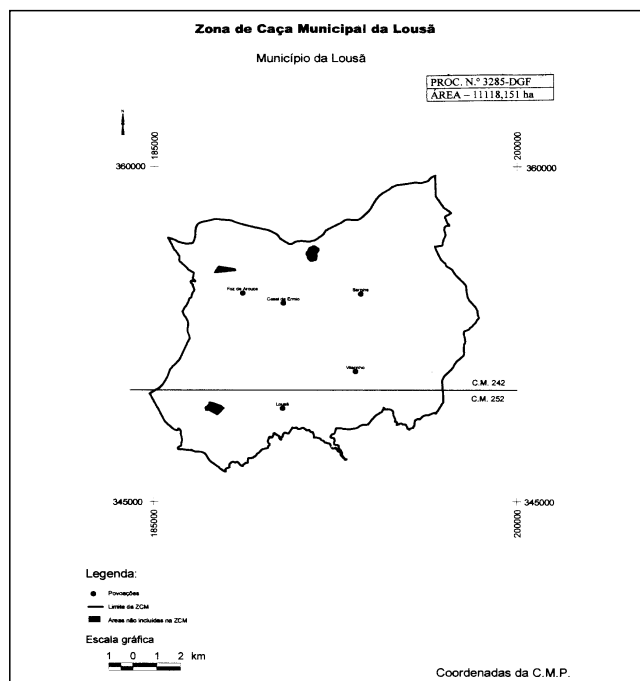 Zona de Caça Municipal da Lousã
Município da Lousã
PROC. N.º 3285-DGF
ÁREA – 11118,151 ha
N
185000
200000
360000
360000
Foz de Arouce
Casal de Ermio
Serpins
Vilarinho
C.M. 242
C.M. 252
Lousã
345000
345000
185000
200000
Legenda:
Povoações
Limite da ZCM
Áreas não incluídas na ZCM
Escala gráfica
1 0 1 2 km
Coordenadas da C.M.P.